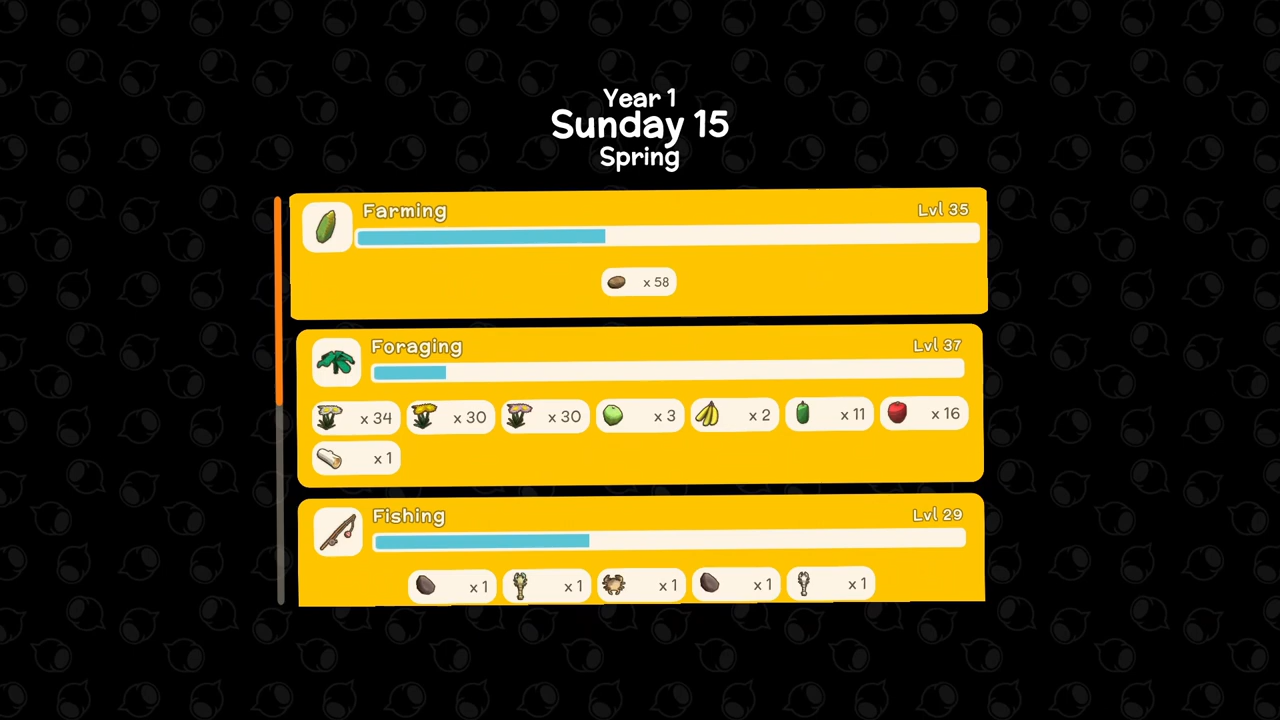 Year 1
Sunday 15
Spring
Farming Lvl 35
x 58
Foraging Lvl 37
x 34 x 30 x 30 x 3 x 2 x 11 x 16
x 1
Fishing Lvl 29
x 1 x 1 x 1 x 1 x 1